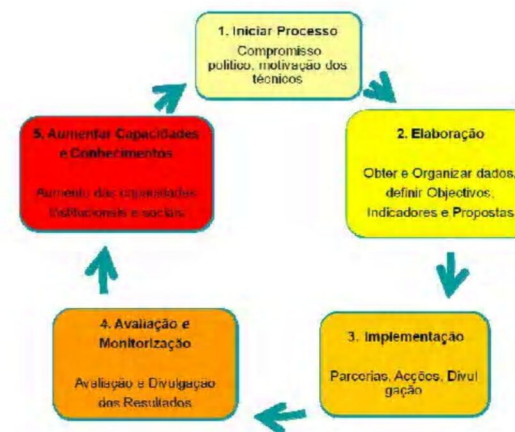 1. Iniciar Processo
Compromisso
político, motivação dos
técnicos
2. Elaboração
Obter e Organizar dados,
definir Objectivos,
Indicadores e Propostas
3. Implementação
Parcerias, Acções, Divul
gação
4. Avaliação e
Monitorização
Avaliação e Divulgação
dos Resultados
5. Aumentar Capacidades
e Conhecimentos
Aumento das capacidades
Institucionais e sociais